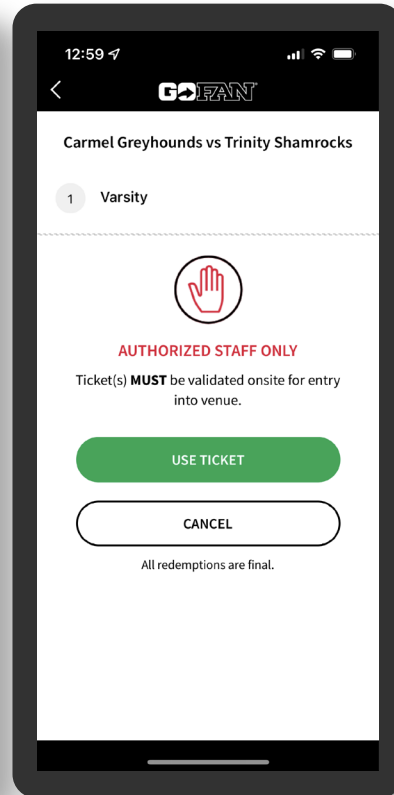 12:59
GOFAN
Carmel Greyhounds vs Trinity Shamrocks
1 Varsity
AUTHORIZED STAFF ONLY
Ticket(s) MUST be validated onsite for entry
into venue.
USE TICKET
CANCEL
All redemptions are final.